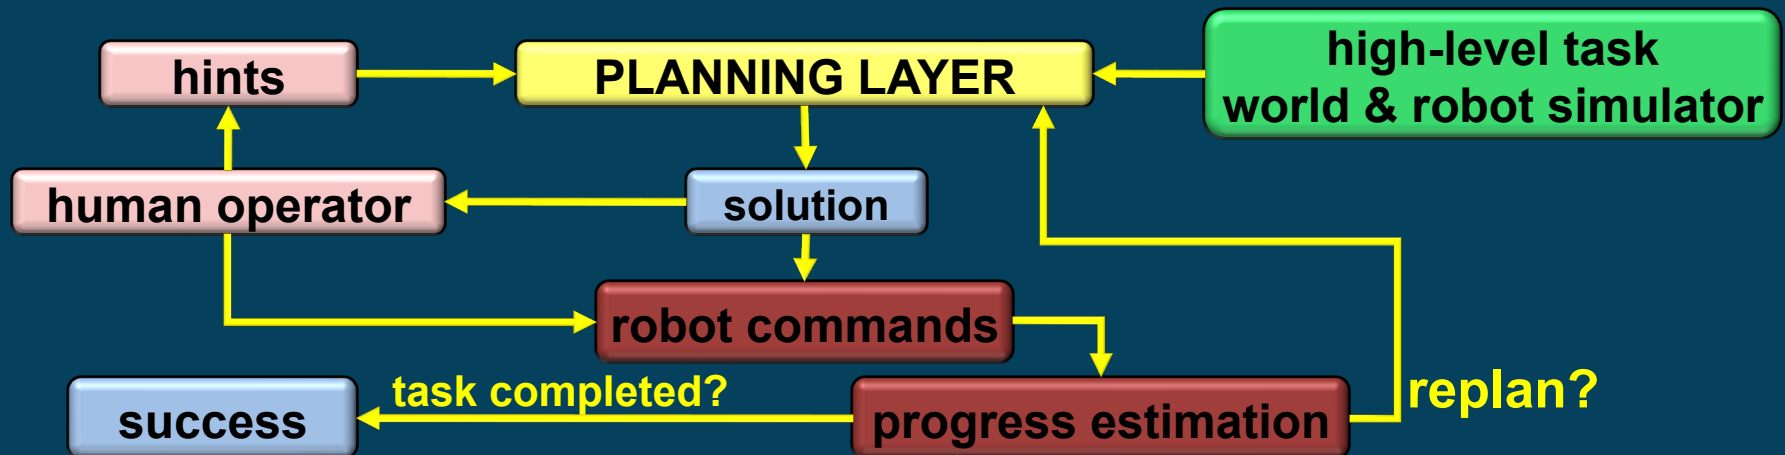 hints
PLANNING LAYER
high-level task
world & robot simulator
human operator
solution
robot commands
task completed?
replan?
success
progress estimation